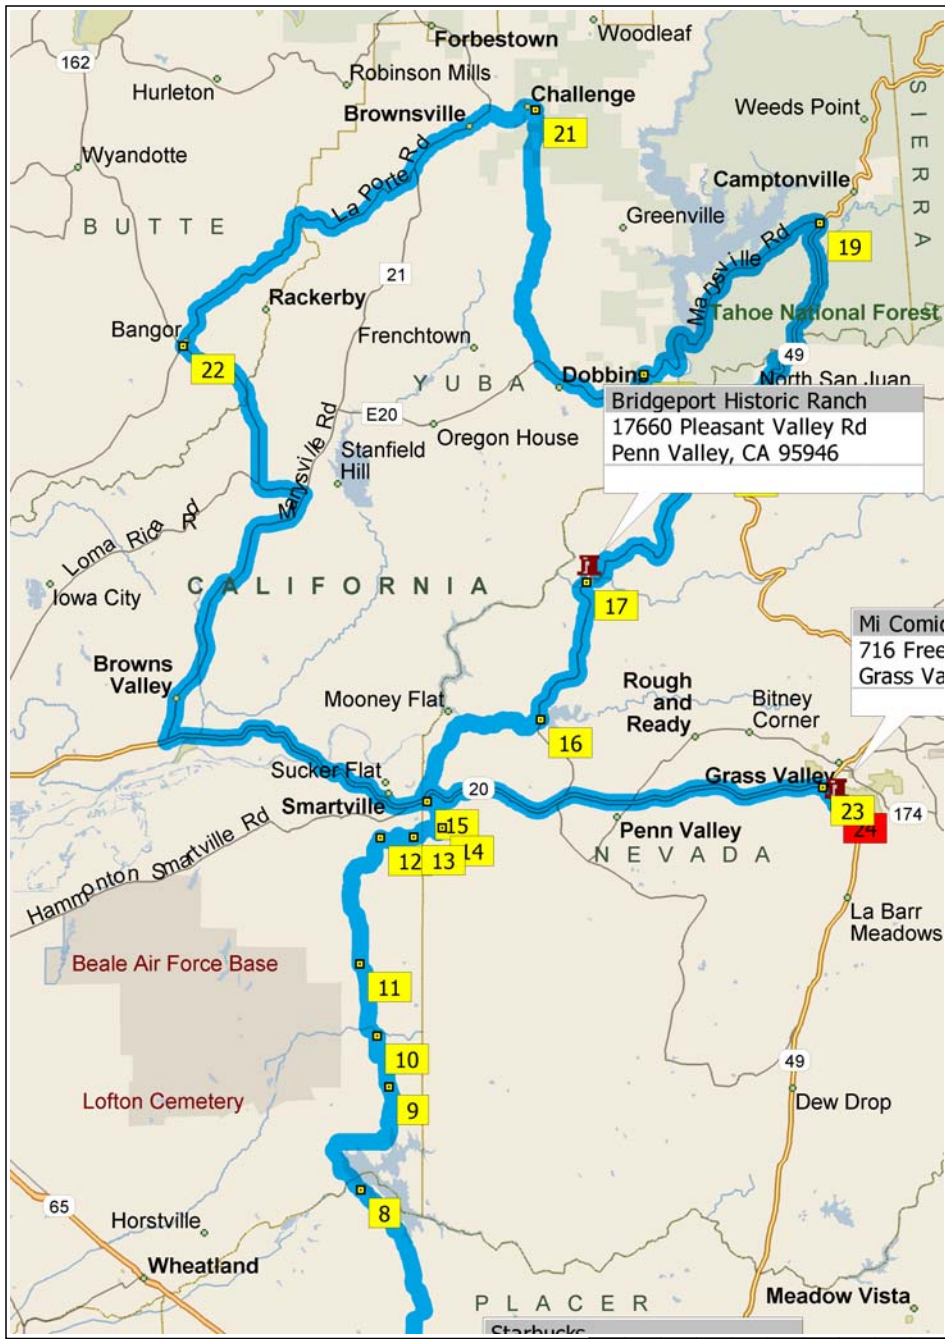 Forbestown
Woodleaf
162
Hurleton
Robinson Mills
Challenge
Weeds Point
SIERRA
Brownsville
21
Wyandotte
La Porte Rd
Camptonville
BUTTE
Greenville
Marysville Rd
19
21
Rackerby
Tahoe National Forest
Bangor
Frenchtown
49
22
YUBA
Dobbins
North San Juan
Bridgeport Historic Ranch
17660 Pleasant Valley Rd
Penn Valley, CA 95946
E20
Oregon House
Stanfield
Hill
Marysville Rd
Loma Rica Rd
CALIFORNIA
Iowa City
17
Mi Comid
716 Free
Grass Va
Browns
Valley
Mooney Flat
Rough
and
Ready
Bitney
Corner
16
Sucker Flat
Smartville
20
Grass Valley
23
174
24
15
Penn Valley
Hammonton Smartville Rd
12
13
14
NEVADA
La Barr
Meadows
Beale Air Force Base
11
10
49
Lofton Cemetery
9
Dew Drop
65
8
Horstville
Wheatland
PLACER
Meadow Vista
Starbucks